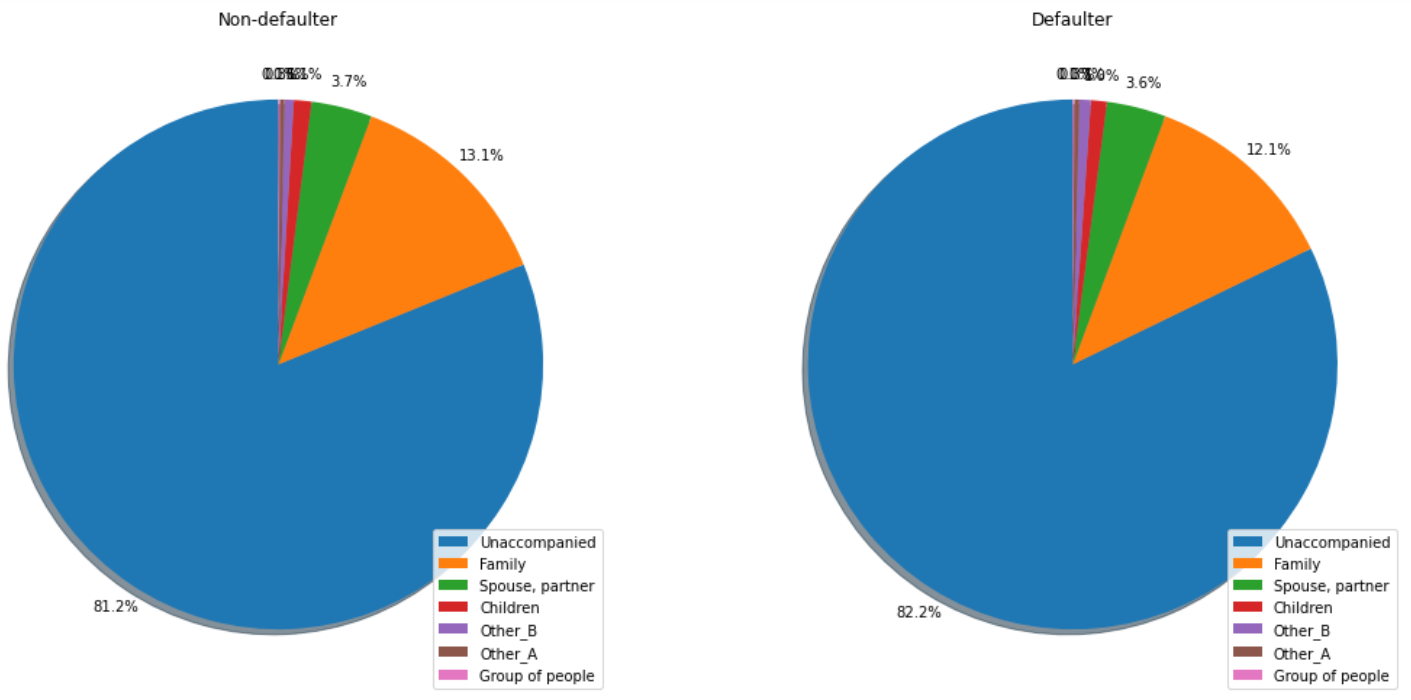 Non-defaulter
3.7%
13.1%
81.2%
Unaccompanied
Family
Spouse, partner
Children
Other_B
Other_A
Group of people
Defaulter
3.6%
12.1%
82.2%
Unaccompanied
Family
Spouse, partner
Children
Other_B
Other_A
Group of people